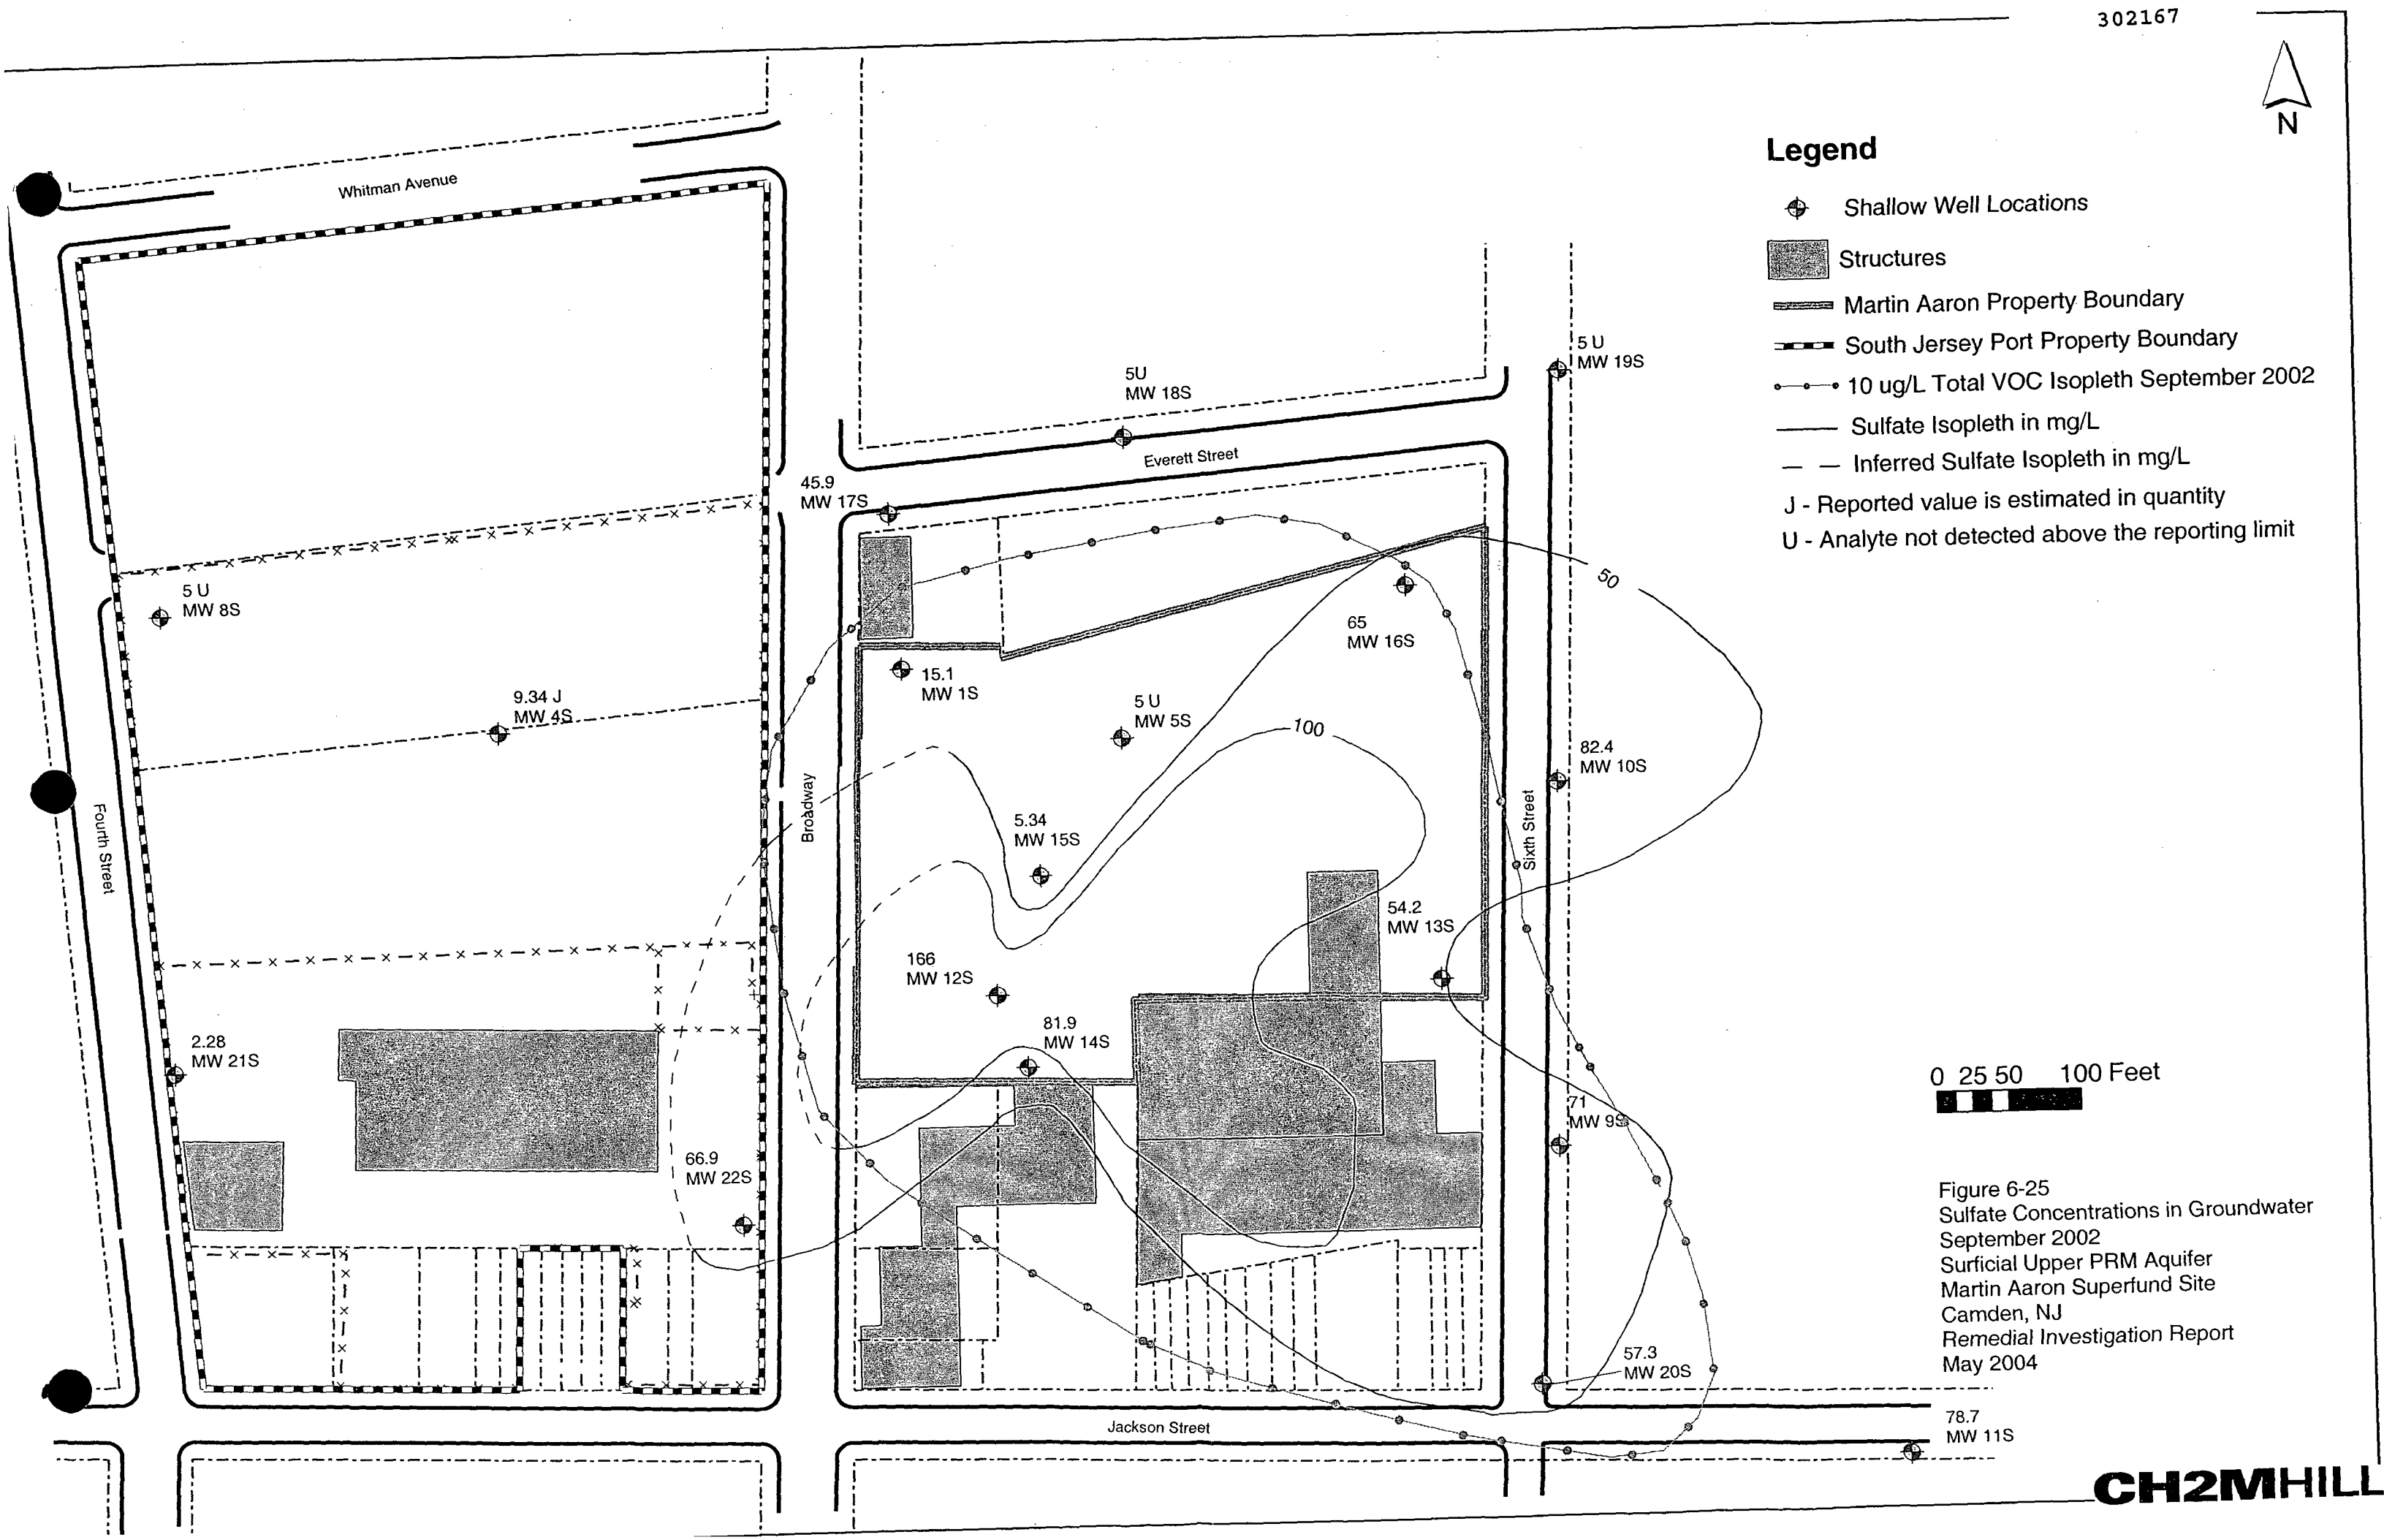 302167
N
Legend
Shallow Well Locations
Structures
Martin Aaron Property Boundary
South Jersey Port Property Boundary
10 ug/L Total VOC Isopleth September 2002
Sulfate Isopleth in mg/L
Inferred Sulfate Isopleth in mg/L
J - Reported value is estimated in quantity
U - Analyte not detected above the reporting limit
Whitman Avenue
5 U
MW 19S
5U
MW 18S
Everett Street
45.9
MW 17S
50
5 U
MW 8S
65
MW 16S
15.1
MW 1S
9.34 J
MW 4S
5 U
MW 5S
100
82.4
MW 10S
Broadway
Fourth Street
Sixth Street
5.34
MW 15S
54.2
MW 13S
166
MW 12S
81.9
MW 14S
2.28
MW 21S
71
MW 9S
66.9
MW 22S
0 25 50 100 Feet
Figure 6-25
Sulfate Concentrations in Groundwater
September 2002
Surficial Upper PRM Aquifer
Martin Aaron Superfund Site
Camden, NJ
Remedial Investigation Report
May 2004
57.3
MW 20S
Jackson Street
78.7
MW 11S
CH2MHILL